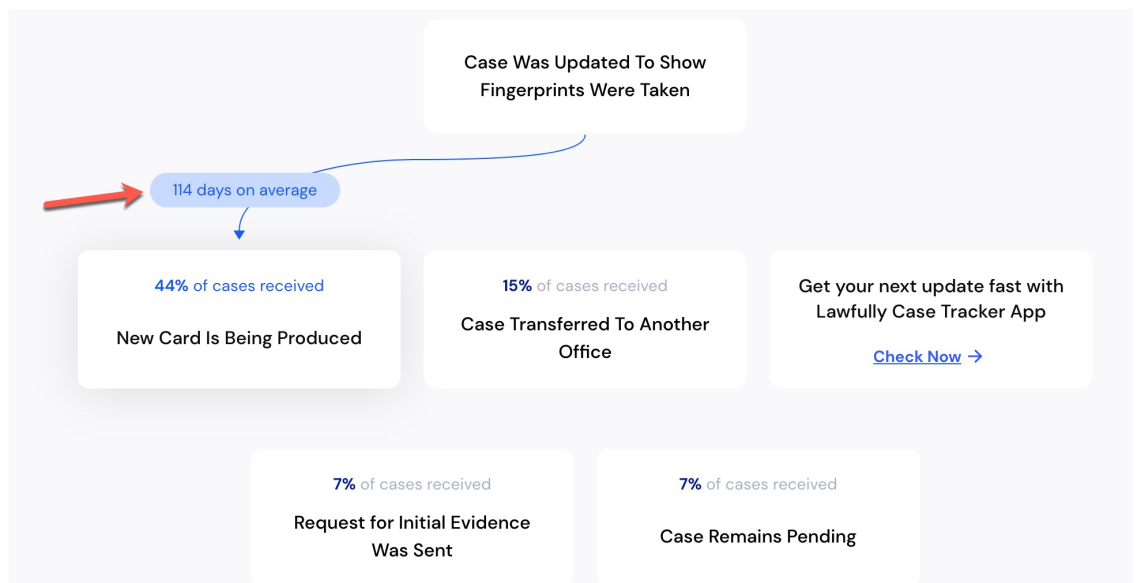 Case Was Updated To Show
Fingerprints Were Taken
114 days on average
44% of cases received
New Card Is Being Produced
15% of cases received
Case Transferred To Another
Office
Get your next update fast with
Lawfully Case Tracker App
Check Now →
7% of cases received
Request for Initial Evidence
Was Sent
7% of cases received
Case Remains Pending